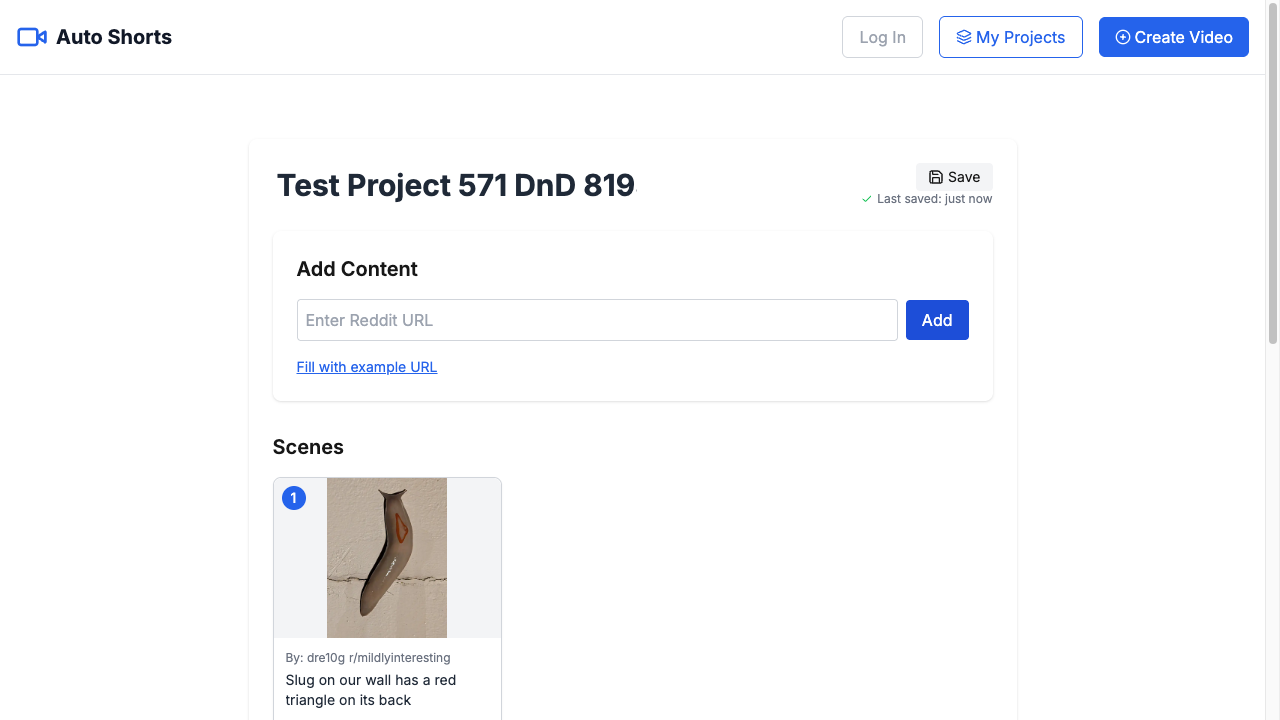 Auto Shorts
Log In
My Projects
Create Video
Test Project 571 DnD 819
Save
Last saved: just now
Add Content
Enter Reddit URL
Add
Fill with example URL
Scenes
1
By: dre10g r/mildlyinteresting
Slug on our wall has a red
triangle on its back